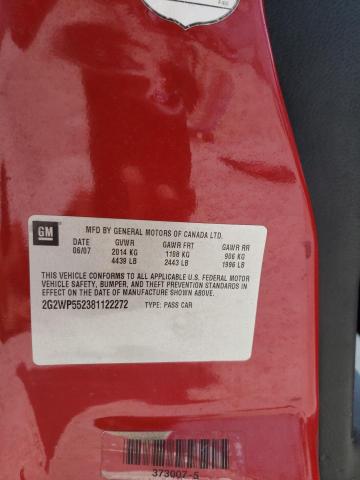 GM
MFD BY GENERAL MOTORS OF CANADA LTD.
DATE GVWR GAWR FRT GAWR RR
06/07 2014 KG 1108 KG 906 KG
4439 LB 2443 LB 1996 LB
THIS VEHICLE CONFORMS TO ALL APPLICABLE U.S. FEDERAL MOTOR
VEHICLE SAFETY, BUMPER, AND THEFT PREVENTION STANDARDS IN
EFFECT ON THE DATE OF MANUFACTURE SHOWN ABOVE.
2G2WP552381122272 TYPE: PASS CAR
373007-5